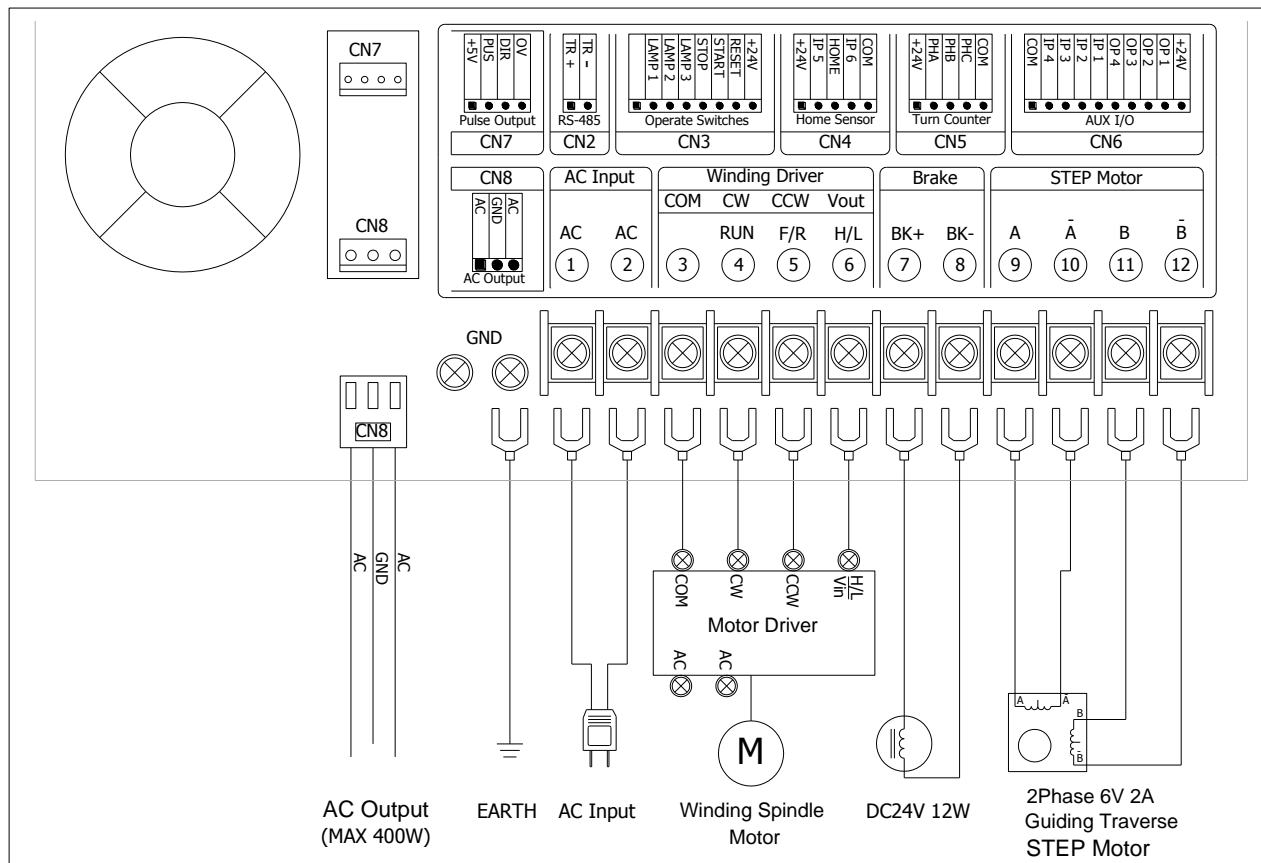 CN7
CN8
+5V
PUS
DIR
OV
Pulse Output
CN7
TR +
TR -
RS-485
CN2
LAMP 1
LAMP 2
LAMP 3
STOP
START
RESET
+24V
Operate Switches
CN3
+24V
IP 5
HOME
IP 6
COM
Home Sensor
CN4
+24V
PHA
PHB
PHC
COM
Turn Counter
CN5
COM
IP 4
IP 3
IP 2
IP 1
OP 4
OP 3
OP 2
OP 1
+24V
AUX I/O
CN6
CN8
AC
GND
AC
AC Output
AC Input
AC AC
1 2
Winding Driver
COM CW CCW Vout
RUN F/R H/L
3 4 5 6
Brake
BK+ BK-
7 8
STEP Motor
A Ā B B̄
9 10 11 12
GND
CN8
AC
GND
AC
COM
CW
CCW
H/L
Vin
Motor Driver
AC
AC
M
A
Ā
B
B̄
AC Output
(MAX 400W)
EARTH
AC Input
Winding Spindle
Motor
DC24V 12W
2Phase 6V 2A
Guiding Traverse
STEP Motor